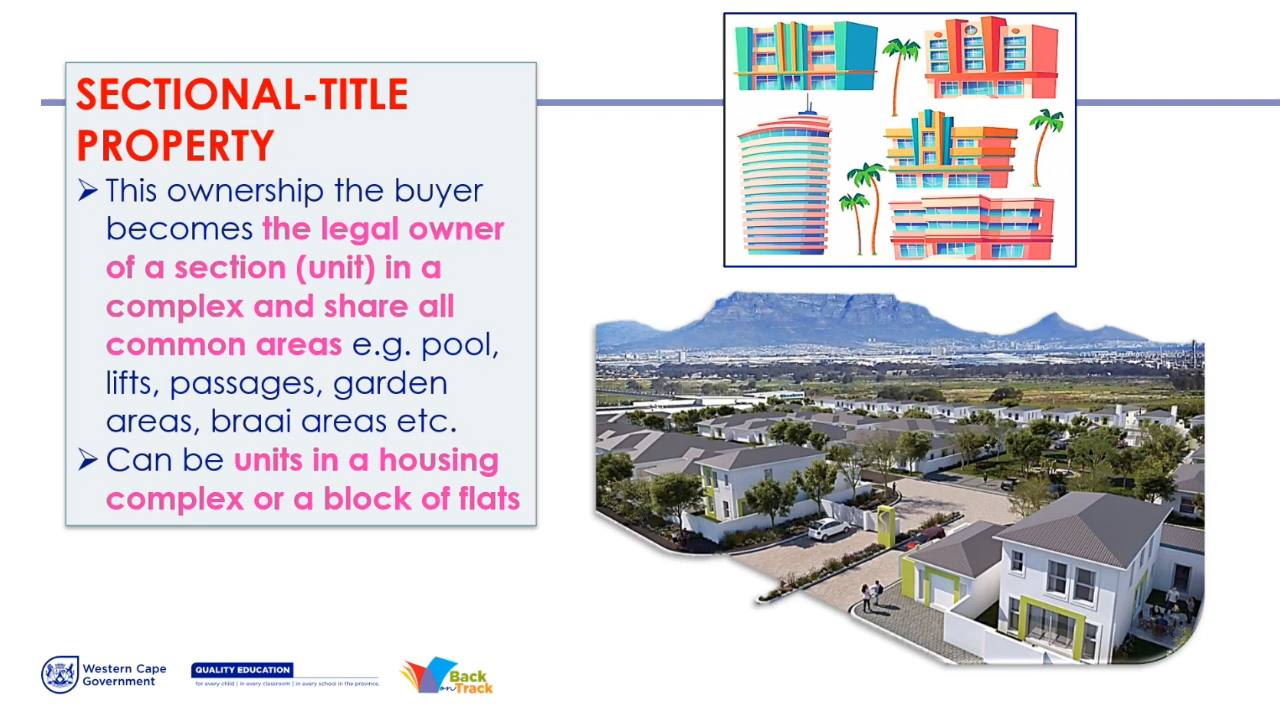 SECTIONAL-TITLE
PROPERTY
➢ This ownership the buyer
becomes the legal owner
of a section (unit) in a
complex and share all
common areas e.g. pool,
lifts, passages, garden
areas, braai areas etc.
➢ Can be units in a housing
complex or a block of flats
Western Cape
Government
QUALITY EDUCATION
for every child | in every classroom | in every school in the province.
Back
on Track